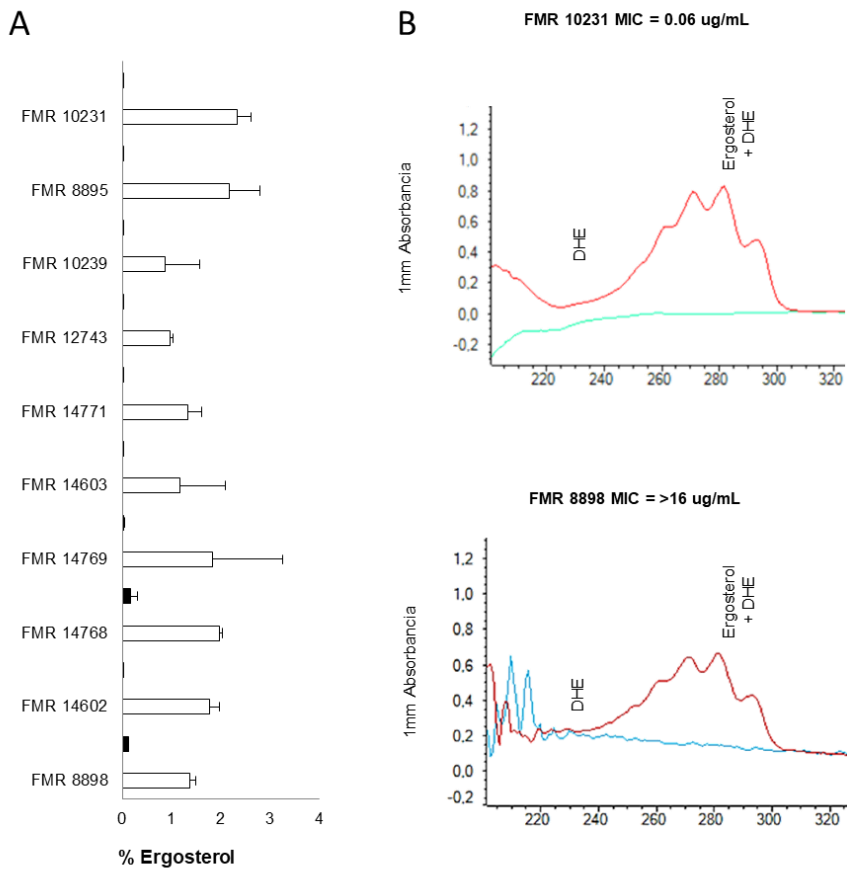 A
FMR 10231
FMR 8895
FMR 10239
FMR 12743
FMR 14771
FMR 14603
FMR 14769
FMR 14768
FMR 14602
FMR 8898
0 1 2 3 4
% Ergosterol
B
FMR 10231 MIC = 0.06 ug/mL
1mm Absorbancia
1,2
1,0
0,8
0,6
0,4
0,2
0,0
-0,2
DHE
Ergosterol
+ DHE
220 240 260 280 300 320
FMR 8898 MIC = >16 ug/mL
1mm Absorbancia
1,2
1,0
0,8
0,6
0,4
0,2
0,0
-0,2
DHE
Ergosterol
+ DHE
220 240 260 280 300 320